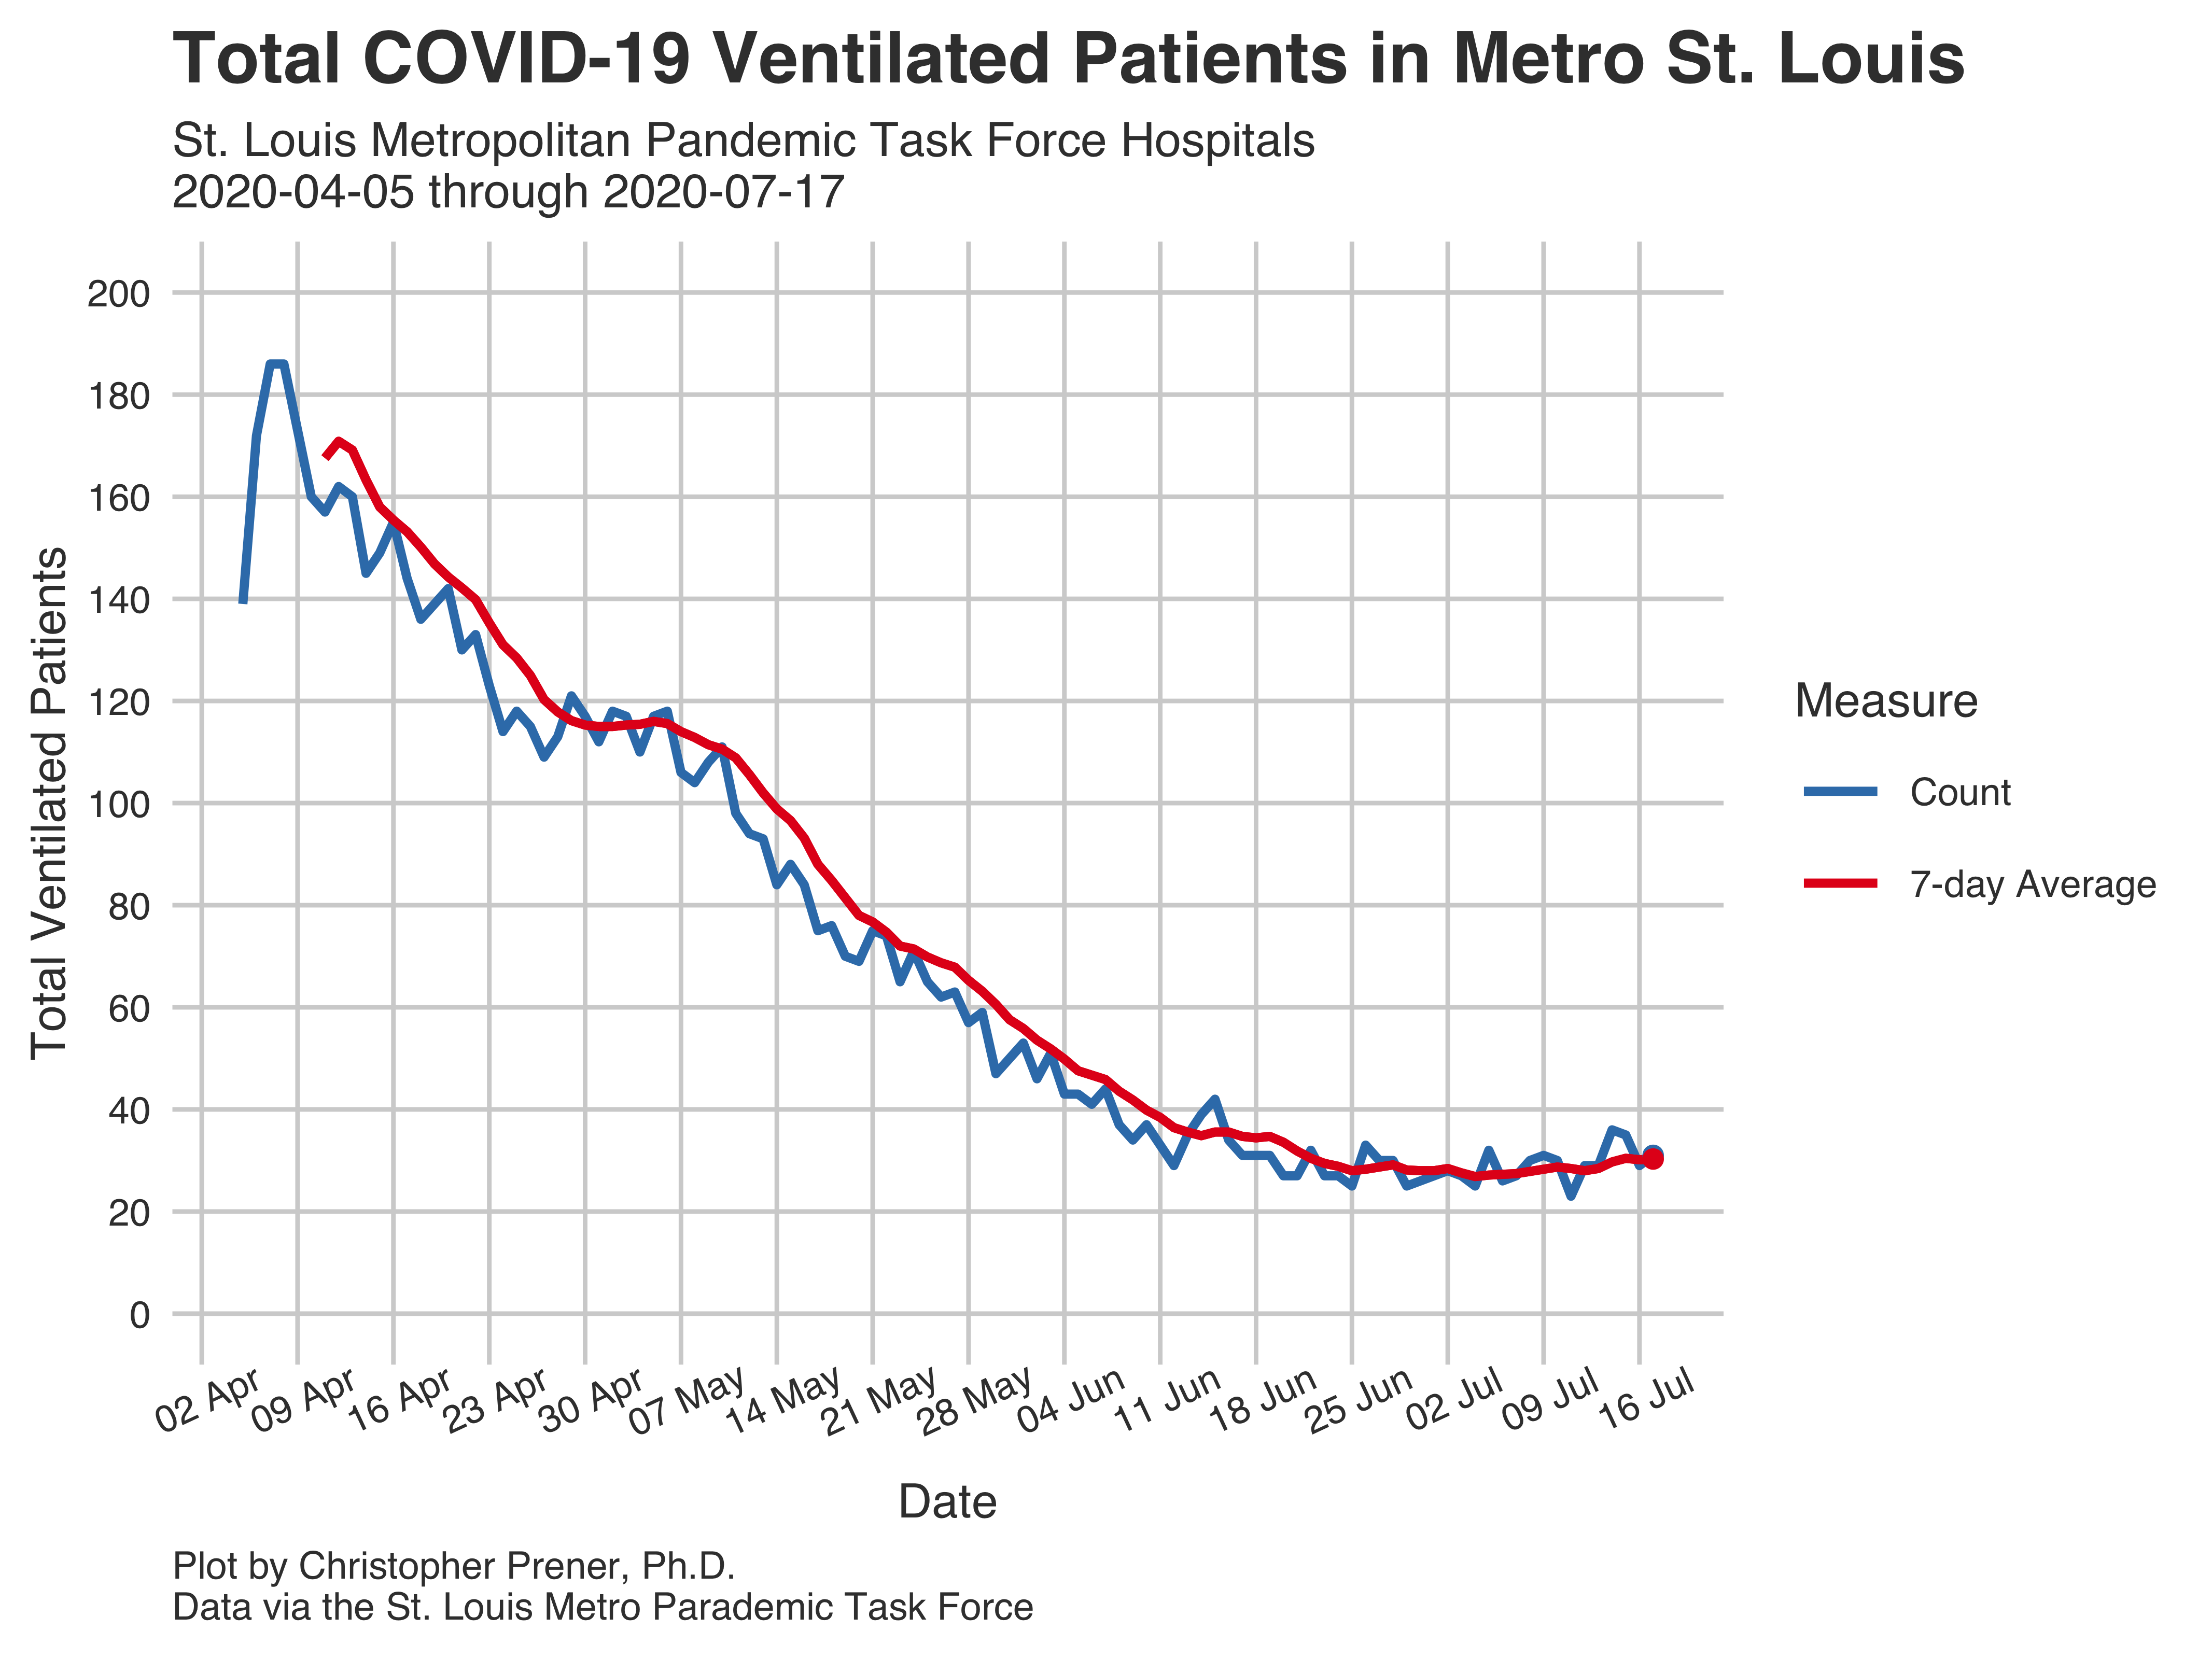 Total COVID-19 Ventilated Patients in Metro St. Louis
St. Louis Metropolitan Pandemic Task Force Hospitals
2020-04-05 through 2020-07-17
Total Ventilated Patients
200
180
160
140
120
100
80
60
40
20
0
02 Apr
09 Apr
16 Apr
23 Apr
30 Apr
07 May
14 May
21 May
28 May
04 Jun
11 Jun
18 Jun
25 Jun
02 Jul
09 Jul
16 Jul
Date
Measure
Count
7-day Average
Plot by Christopher Prener, Ph.D.
Data via the St. Louis Metro Parademic Task Force